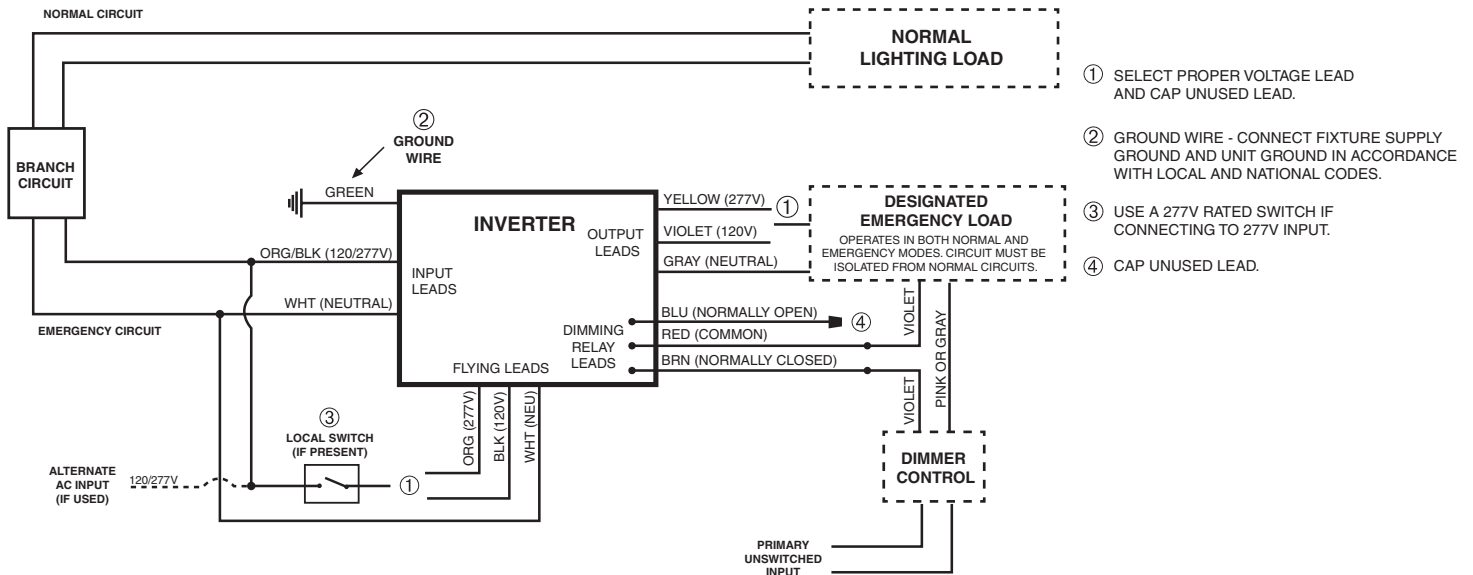 NORMAL CIRCUIT
NORMAL
LIGHTING LOAD
① SELECT PROPER VOLTAGE LEAD
AND CAP UNUSED LEAD.
② GROUND WIRE - CONNECT FIXTURE SUPPLY
GROUND AND UNIT GROUND IN ACCORDANCE
WITH LOCAL AND NATIONAL CODES.
③ USE A 277V RATED SWITCH IF
CONNECTING TO 277V INPUT.
④ CAP UNUSED LEAD.
BRANCH
CIRCUIT
②
GROUND
WIRE
GREEN
INVERTER
ORG/BLK (120/277V)
INPUT
LEADS
WHT (NEUTRAL)
EMERGENCY CIRCUIT
OUTPUT
LEADS
YELLOW (277V)
①
VIOLET (120V)
GRAY (NEUTRAL)
DESIGNATED
EMERGENCY LOAD
OPERATES IN BOTH NORMAL AND
EMERGENCY MODES. CIRCUIT MUST BE
ISOLATED FROM NORMAL CIRCUITS.
DIMMING
RELAY
LEADS
BLU (NORMALLY OPEN)
④
RED (COMMON)
BRN (NORMALLY CLOSED)
VIOLET
PINK OR GRAY
VIOLET
FLYING LEADS
ORG (277V)
BLK (120V)
WHT (NEU)
③
LOCAL SWITCH
(IF PRESENT)
①
ALTERNATE
AC INPUT
(IF USED)
120/277V
DIMMER
CONTROL
PRIMARY
UNSWITCHED
INPUT